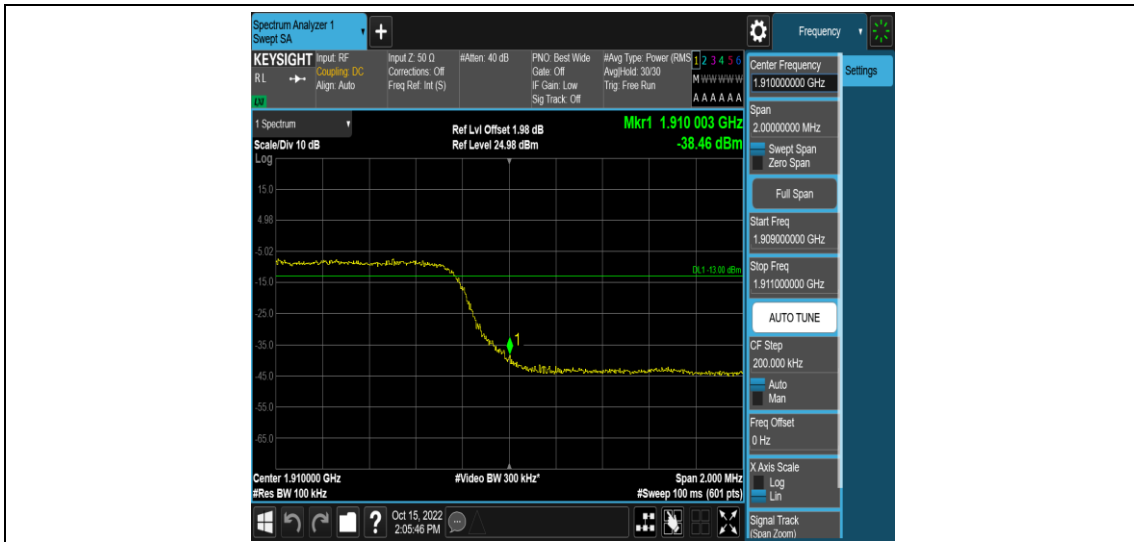 Spectrum Analyzer 1
Swept SA
+
Frequency
KEYSIGHT
Input: RF
Input Z: 50 Ω
#Atten: 40 dB
PNO: Best Wide
#Avg Type: Power (RMS
1 2 3 4 5 6
RL
Coupling: DC
Corrections: Off
Gate: Off
Avg|Hold: 30/30
M W W W W W
Align: Auto
Freq Ref: Int (S)
IF Gain: Low
Trig: Free Run
Sig Track: Off
A A A A A A
LXI
1 Spectrum
Ref Lvl Offset 1.98 dB
Mkr1 1.910 003 GHz
Scale/Div 10 dB
Ref Level 24.98 dBm
-38.46 dBm
Log
15.0
4.98
-5.02
DL1 -13.00 dBm
-15.0
-25.0
1
-35.0
-45.0
-55.0
-65.0
Center 1.910000 GHz
#Video BW 300 kHz*
Span 2.000 MHz
#Res BW 100 kHz
#Sweep 100 ms (601 pts)
Center Frequency
1.910000000 GHz
Settings
Span
2.00000000 MHz
Swept Span
Zero Span
Full Span
Start Freq
1.909000000 GHz
Stop Freq
1.911000000 GHz
AUTO TUNE
CF Step
200.000 kHz
Auto
Man
Freq Offset
0 Hz
X Axis Scale
Log
Lin
Signal Track
(Span Zoom)
?
Oct 15, 2022
2:05:46 PM